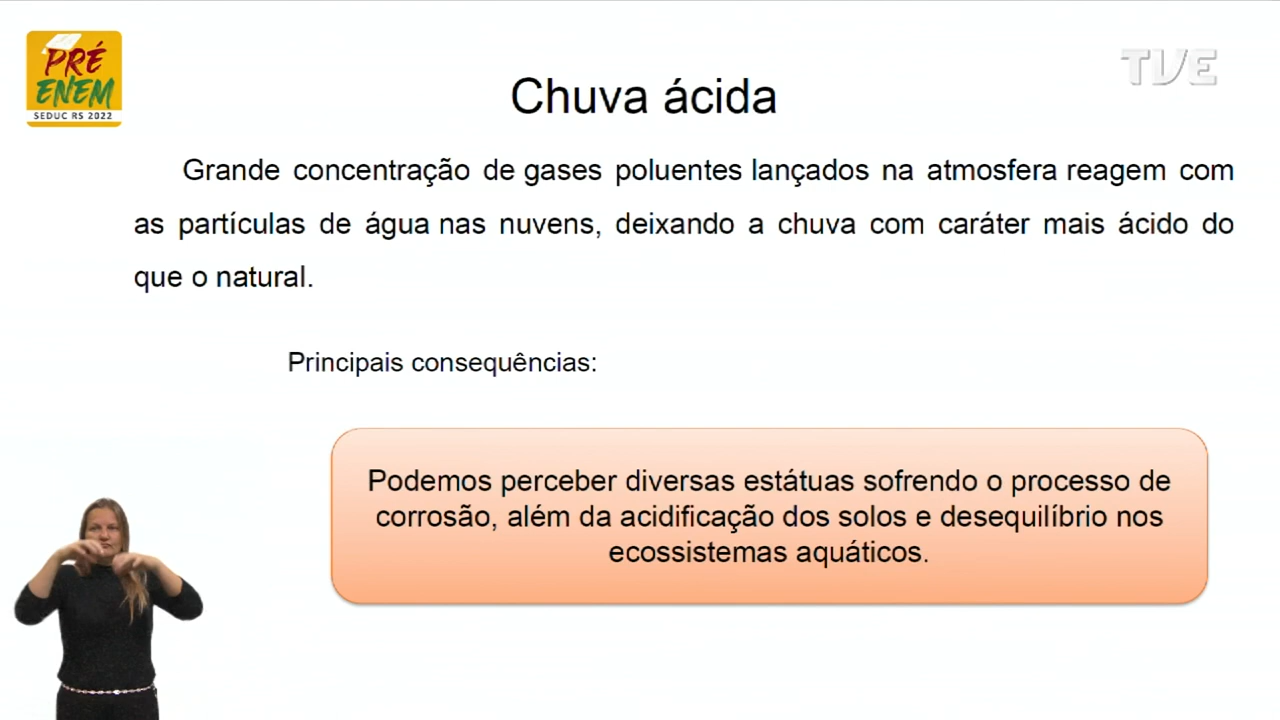 PRÉ
ENEM
SEDUC RS 2022
TVE
Chuva ácida
Grande concentração de gases poluentes lançados na atmosfera reagem com
as partículas de água nas nuvens, deixando a chuva com caráter mais ácido do
que o natural.
Principais consequências:
Podemos perceber diversas estátuas sofrendo o processo de
corrosão, além da acidificação dos solos e desequilíbrio nos
ecossistemas aquáticos.